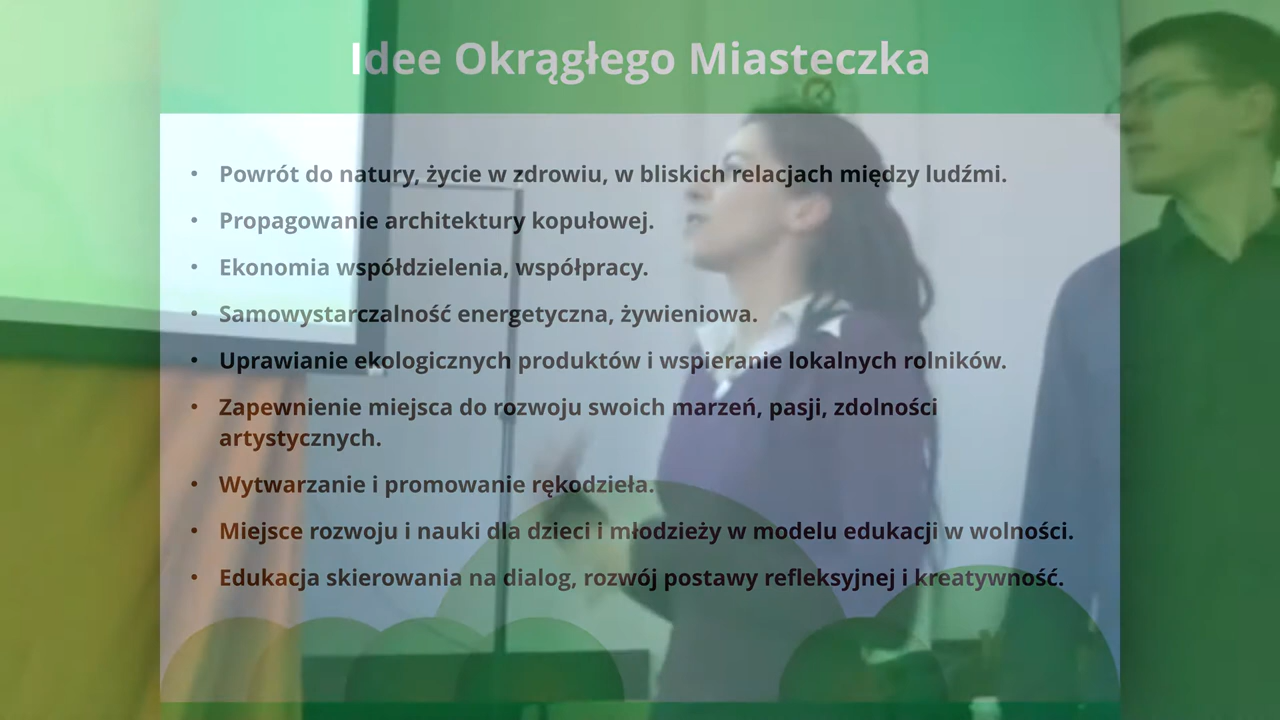 Idee Okrągłego Miasteczka
• Powrót do natury, życie w zdrowiu, w bliskich relacjach między ludźmi.
• Propagowanie architektury kopułowej.
• Ekonomia współdzielenia, współpracy.
• Samowystarczalność energetyczna, żywieniowa.
• Uprawianie ekologicznych produktów i wspieranie lokalnych rolników.
• Zapewnienie miejsca do rozwoju swoich marzeń, pasji, zdolności
artystycznych.
• Wytwarzanie i promowanie rękodzieła.
• Miejsce rozwoju i nauki dla dzieci i młodzieży w modelu edukacji w wolności.
• Edukacja skierowania na dialog, rozwój postawy refleksyjnej i kreatywność.